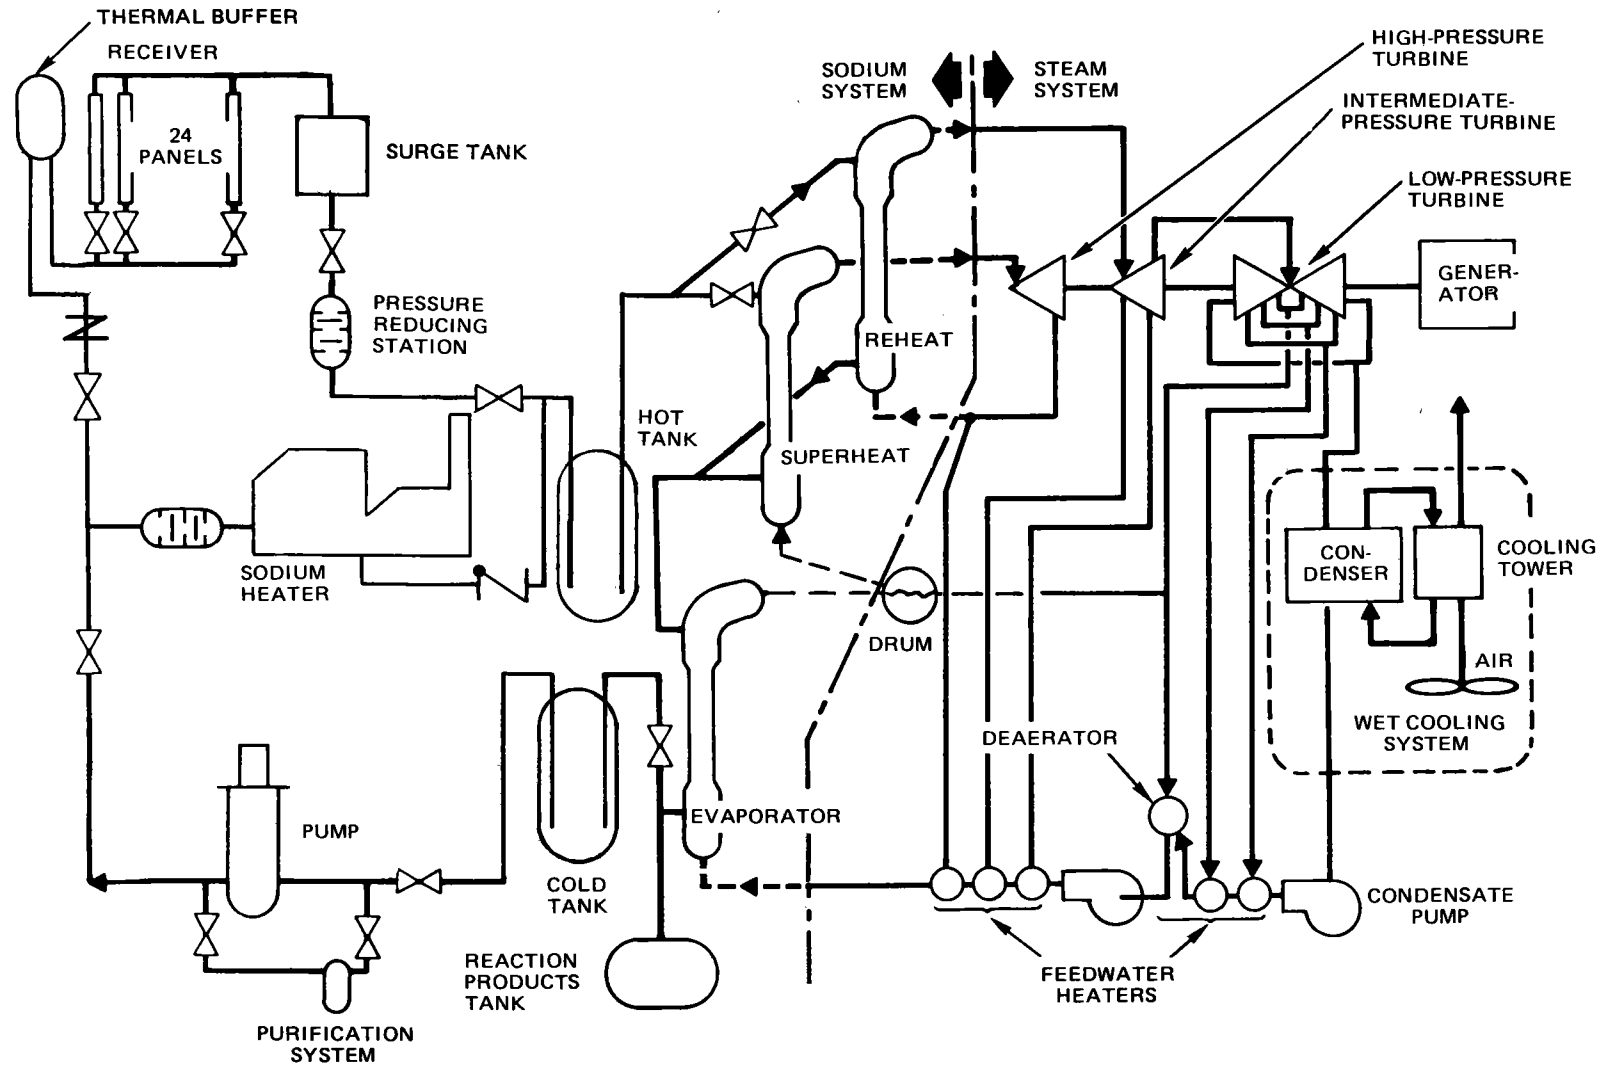 THERMAL BUFFER
RECEIVER
24
PANELS
SURGE TANK
PRESSURE
REDUCING
STATION
SODIUM
SYSTEM
STEAM
SYSTEM
HIGH-PRESSURE
TURBINE
INTERMEDIATE-
PRESSURE TURBINE
LOW-PRESSURE
TURBINE
GENER-
ATOR
REHEAT
HOT
TANK
SUPERHEAT
SODIUM
HEATER
DRUM
CON-
DENSER
COOLING
TOWER
AIR
WET COOLING
SYSTEM
DEAERATOR
PUMP
EVAPORATOR
COLD
TANK
CONDENSATE
PUMP
REACTION
PRODUCTS
TANK
FEEDWATER
HEATERS
PURIFICATION
SYSTEM